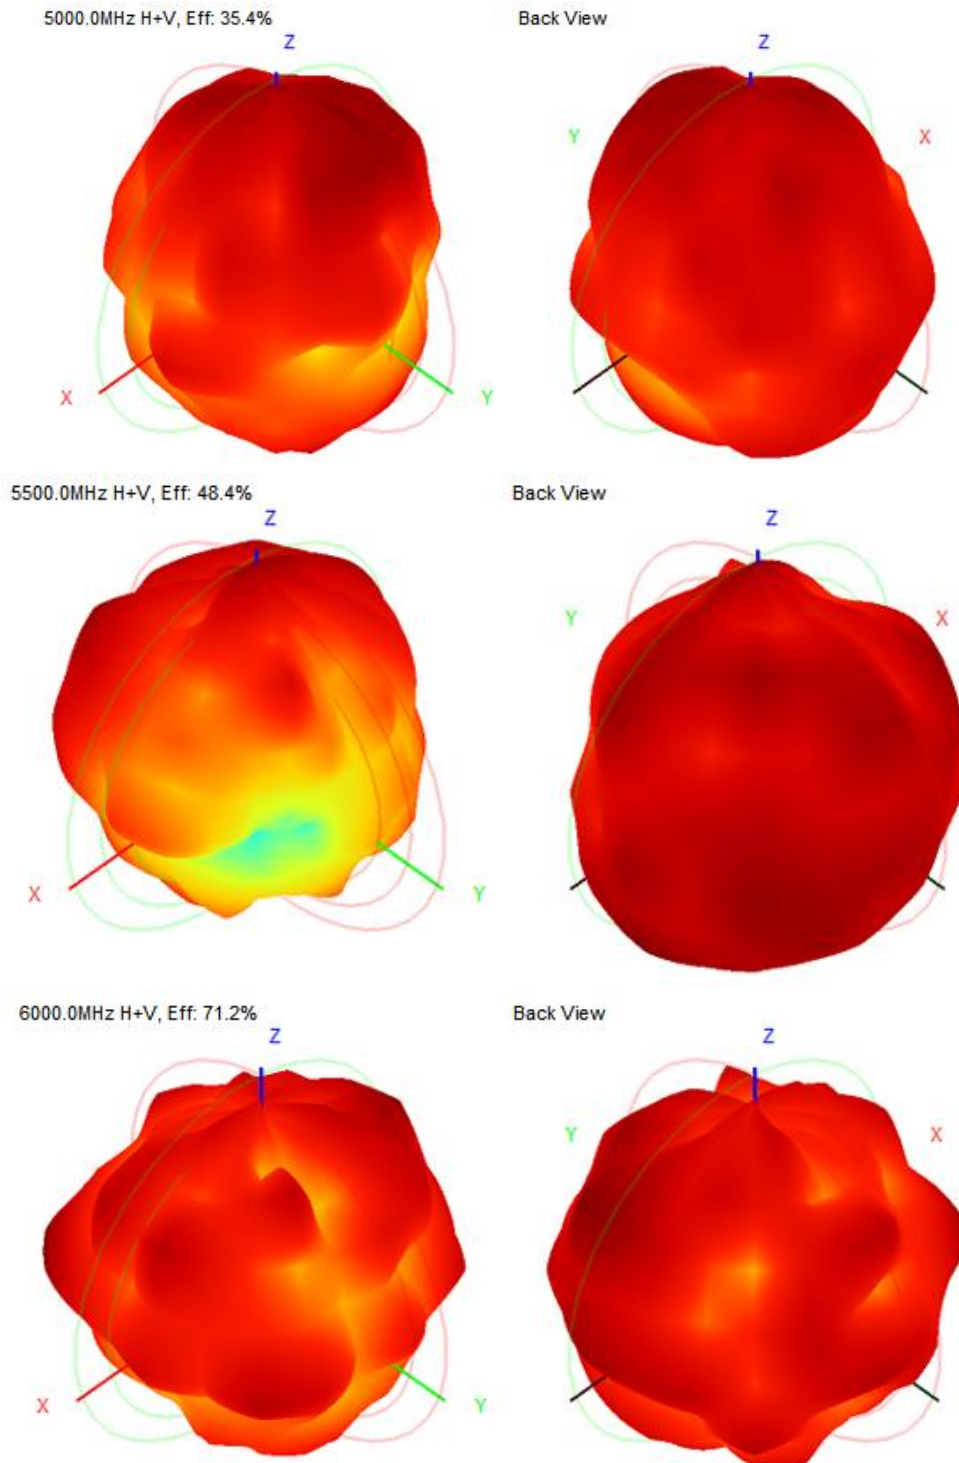 5000.0MHz H+V, Eff: 35.4%
Back View
Z
Z
Y
X
X
Y
5500.0MHz H+V, Eff: 48.4%
Back View
Z
Z
Y
X
X
Y
6000.0MHz H+V, Eff: 71.2%
Back View
Z
Z
Y
X
X
Y